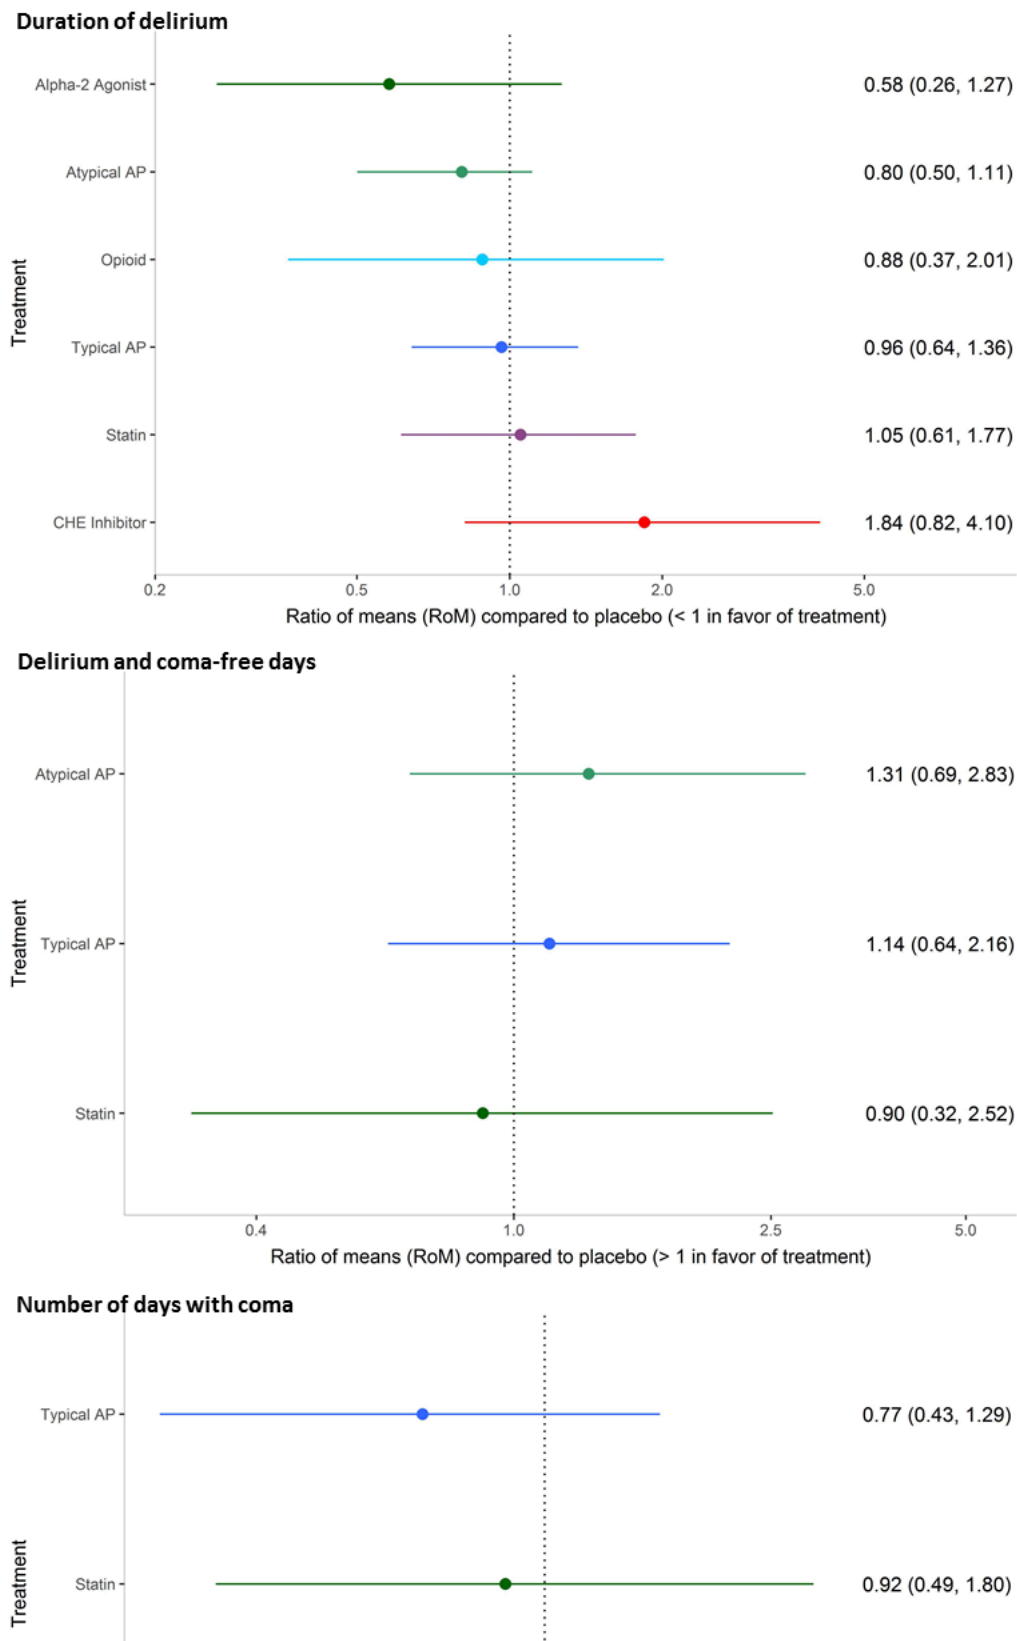 Duration of delirium
Treatment
Alpha-2 Agonist 0.58 (0.26, 1.27)
Atypical AP 0.80 (0.50, 1.11)
Opioid 0.88 (0.37, 2.01)
Typical AP 0.96 (0.64, 1.36)
Statin 1.05 (0.61, 1.77)
CHE Inhibitor 1.84 (0.82, 4.10)
0.2 0.5 1.0 2.0 5.0
Ratio of means (RoM) compared to placebo (< 1 in favor of treatment)
Delirium and coma-free days
Treatment
Atypical AP 1.31 (0.69, 2.83)
Typical AP 1.14 (0.64, 2.16)
Statin 0.90 (0.32, 2.52)
0.4 1.0 2.5 5.0
Ratio of means (RoM) compared to placebo (> 1 in favor of treatment)
Number of days with coma
Treatment
Typical AP 0.77 (0.43, 1.29)
Statin 0.92 (0.49, 1.80)